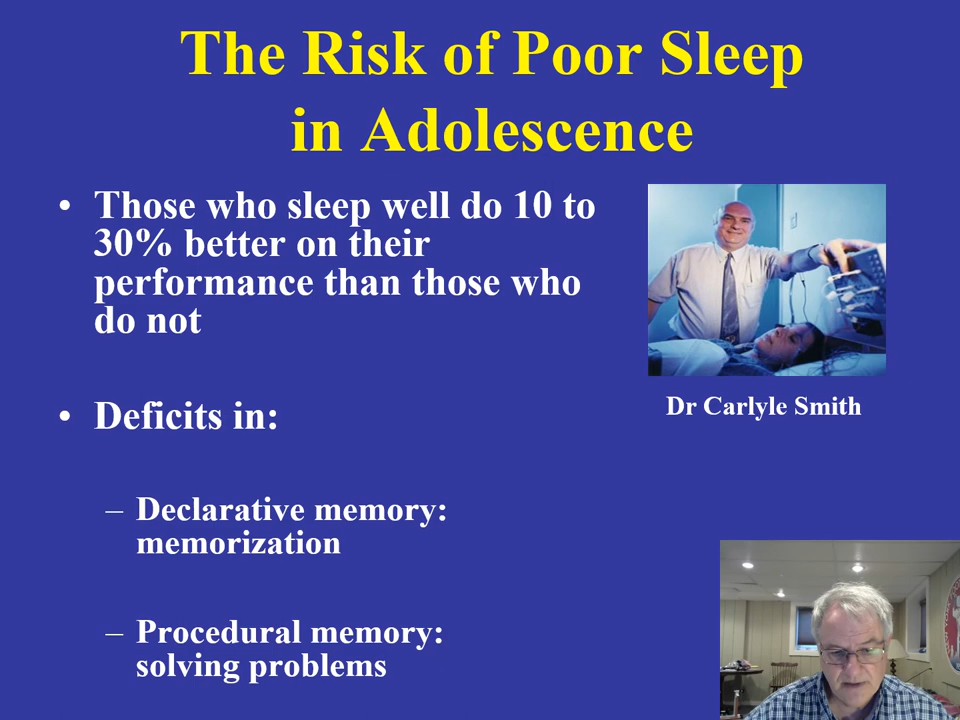 The Risk of Poor Sleep
in Adolescence
• Those who sleep well do 10 to
30% better on their
performance than those who
do not
Dr Carlyle Smith
• Deficits in:
– Declarative memory:
memorization
– Procedural memory:
solving problems